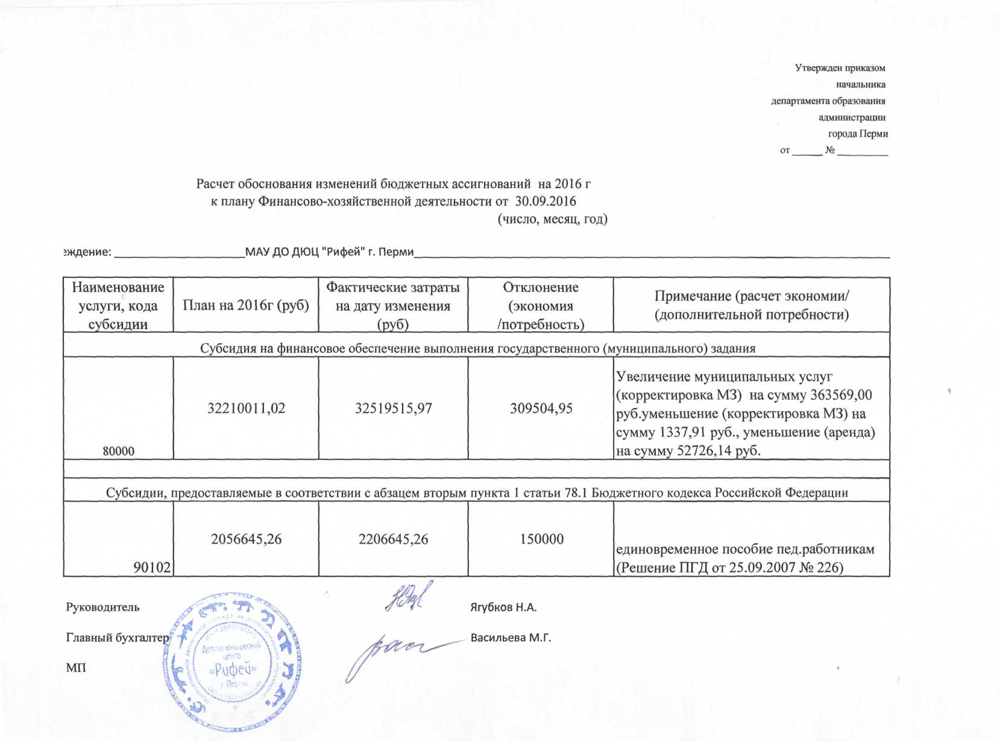 Утвержден приказом
начальника
департамента образования
администрации
города Перми
от ______ № __________
Расчет обоснования изменений бюджетных ассигнований на 2016 г
к плану Финансово-хозяйственной деятельности от 30.09.2016
(число, месяц, год)
еждение: ____________________МАУ ДО ДЮЦ "Рифей" г. Перми____________________
Наименование услуги, кода субсидии
План на 2016г (руб)
Фактические затраты на дату изменения (руб)
Отклонение (экономия /потребность)
Примечание (расчет экономии/ (дополнительной потребности)
Субсидия на финансовое обеспечение выполнения государственного (муниципального) задания
80000
32210011,02
32519515,97
309504,95
Увеличение муниципальных услуг
(корректировка МЗ) на сумму 363569,00
руб.уменьшение (корректировка МЗ) на
сумму 1337,91 руб., уменьшение (аренда)
на сумму 52726,14 руб.
Субсидии, предоставляемые в соответствии с абзацем вторым пункта 1 статьи 78.1 Бюджетного кодекса Российской Федерации
90102
2056645,26
2206645,26
150000
единовременное пособие пед.работникам
(Решение ПГД от 25.09.2007 № 226)
Руководитель
Ягубков Н.А.
Главный бухгалтер
Васильева М.Г.
МП
Детско-юношеский
центр
«Рифей»
г. Пермь